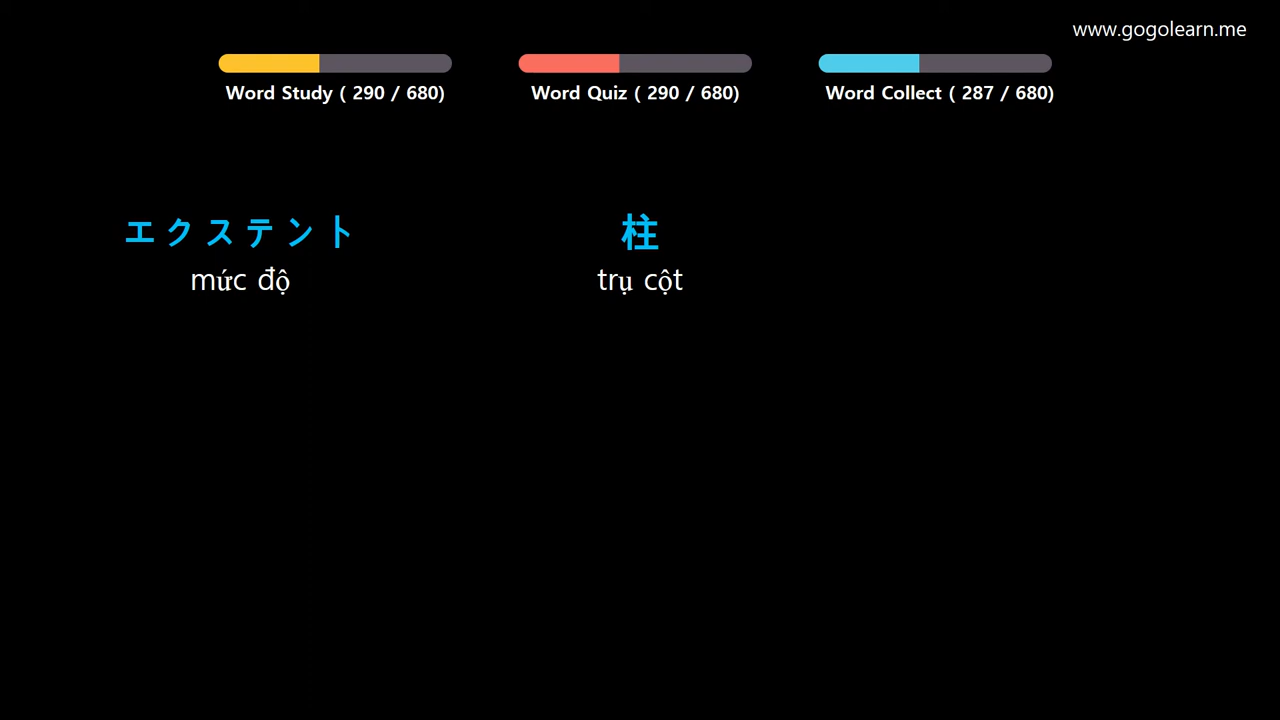 www.gogolearn.me
Word Study ( 290 / 680)
Word Quiz ( 290 / 680)
Word Collect ( 287 / 680)
エクステント
mức độ
柱
trụ cột